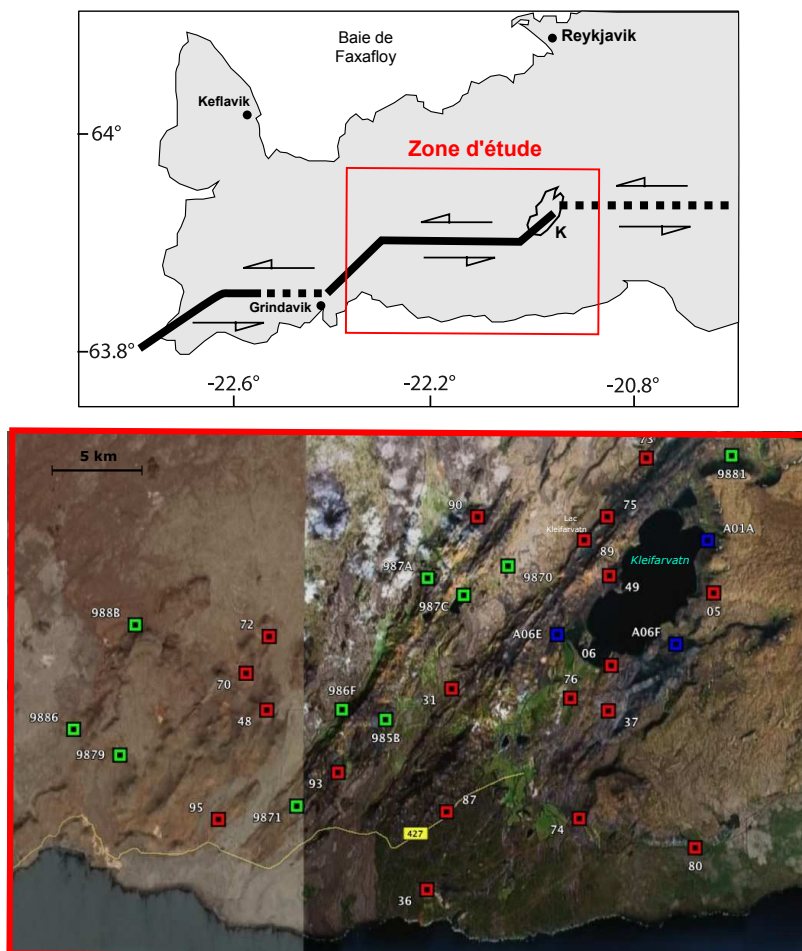 Baie de
Faxafloy
Reykjavik
Keflavik
64°
Zone d'étude
K
Grindavik
63.8°
-22.6°
-22.2°
-20.8°
5 km
73
9881
90
75
Lac
Kleifarvatn
A01A
89
Kleifarvatn
987A
9870
49
987C
05
988B
72
A06E
A06F
06
70
31
76
986F
48
985B
37
9886
9879
93
95
9871
87
74
427
80
36